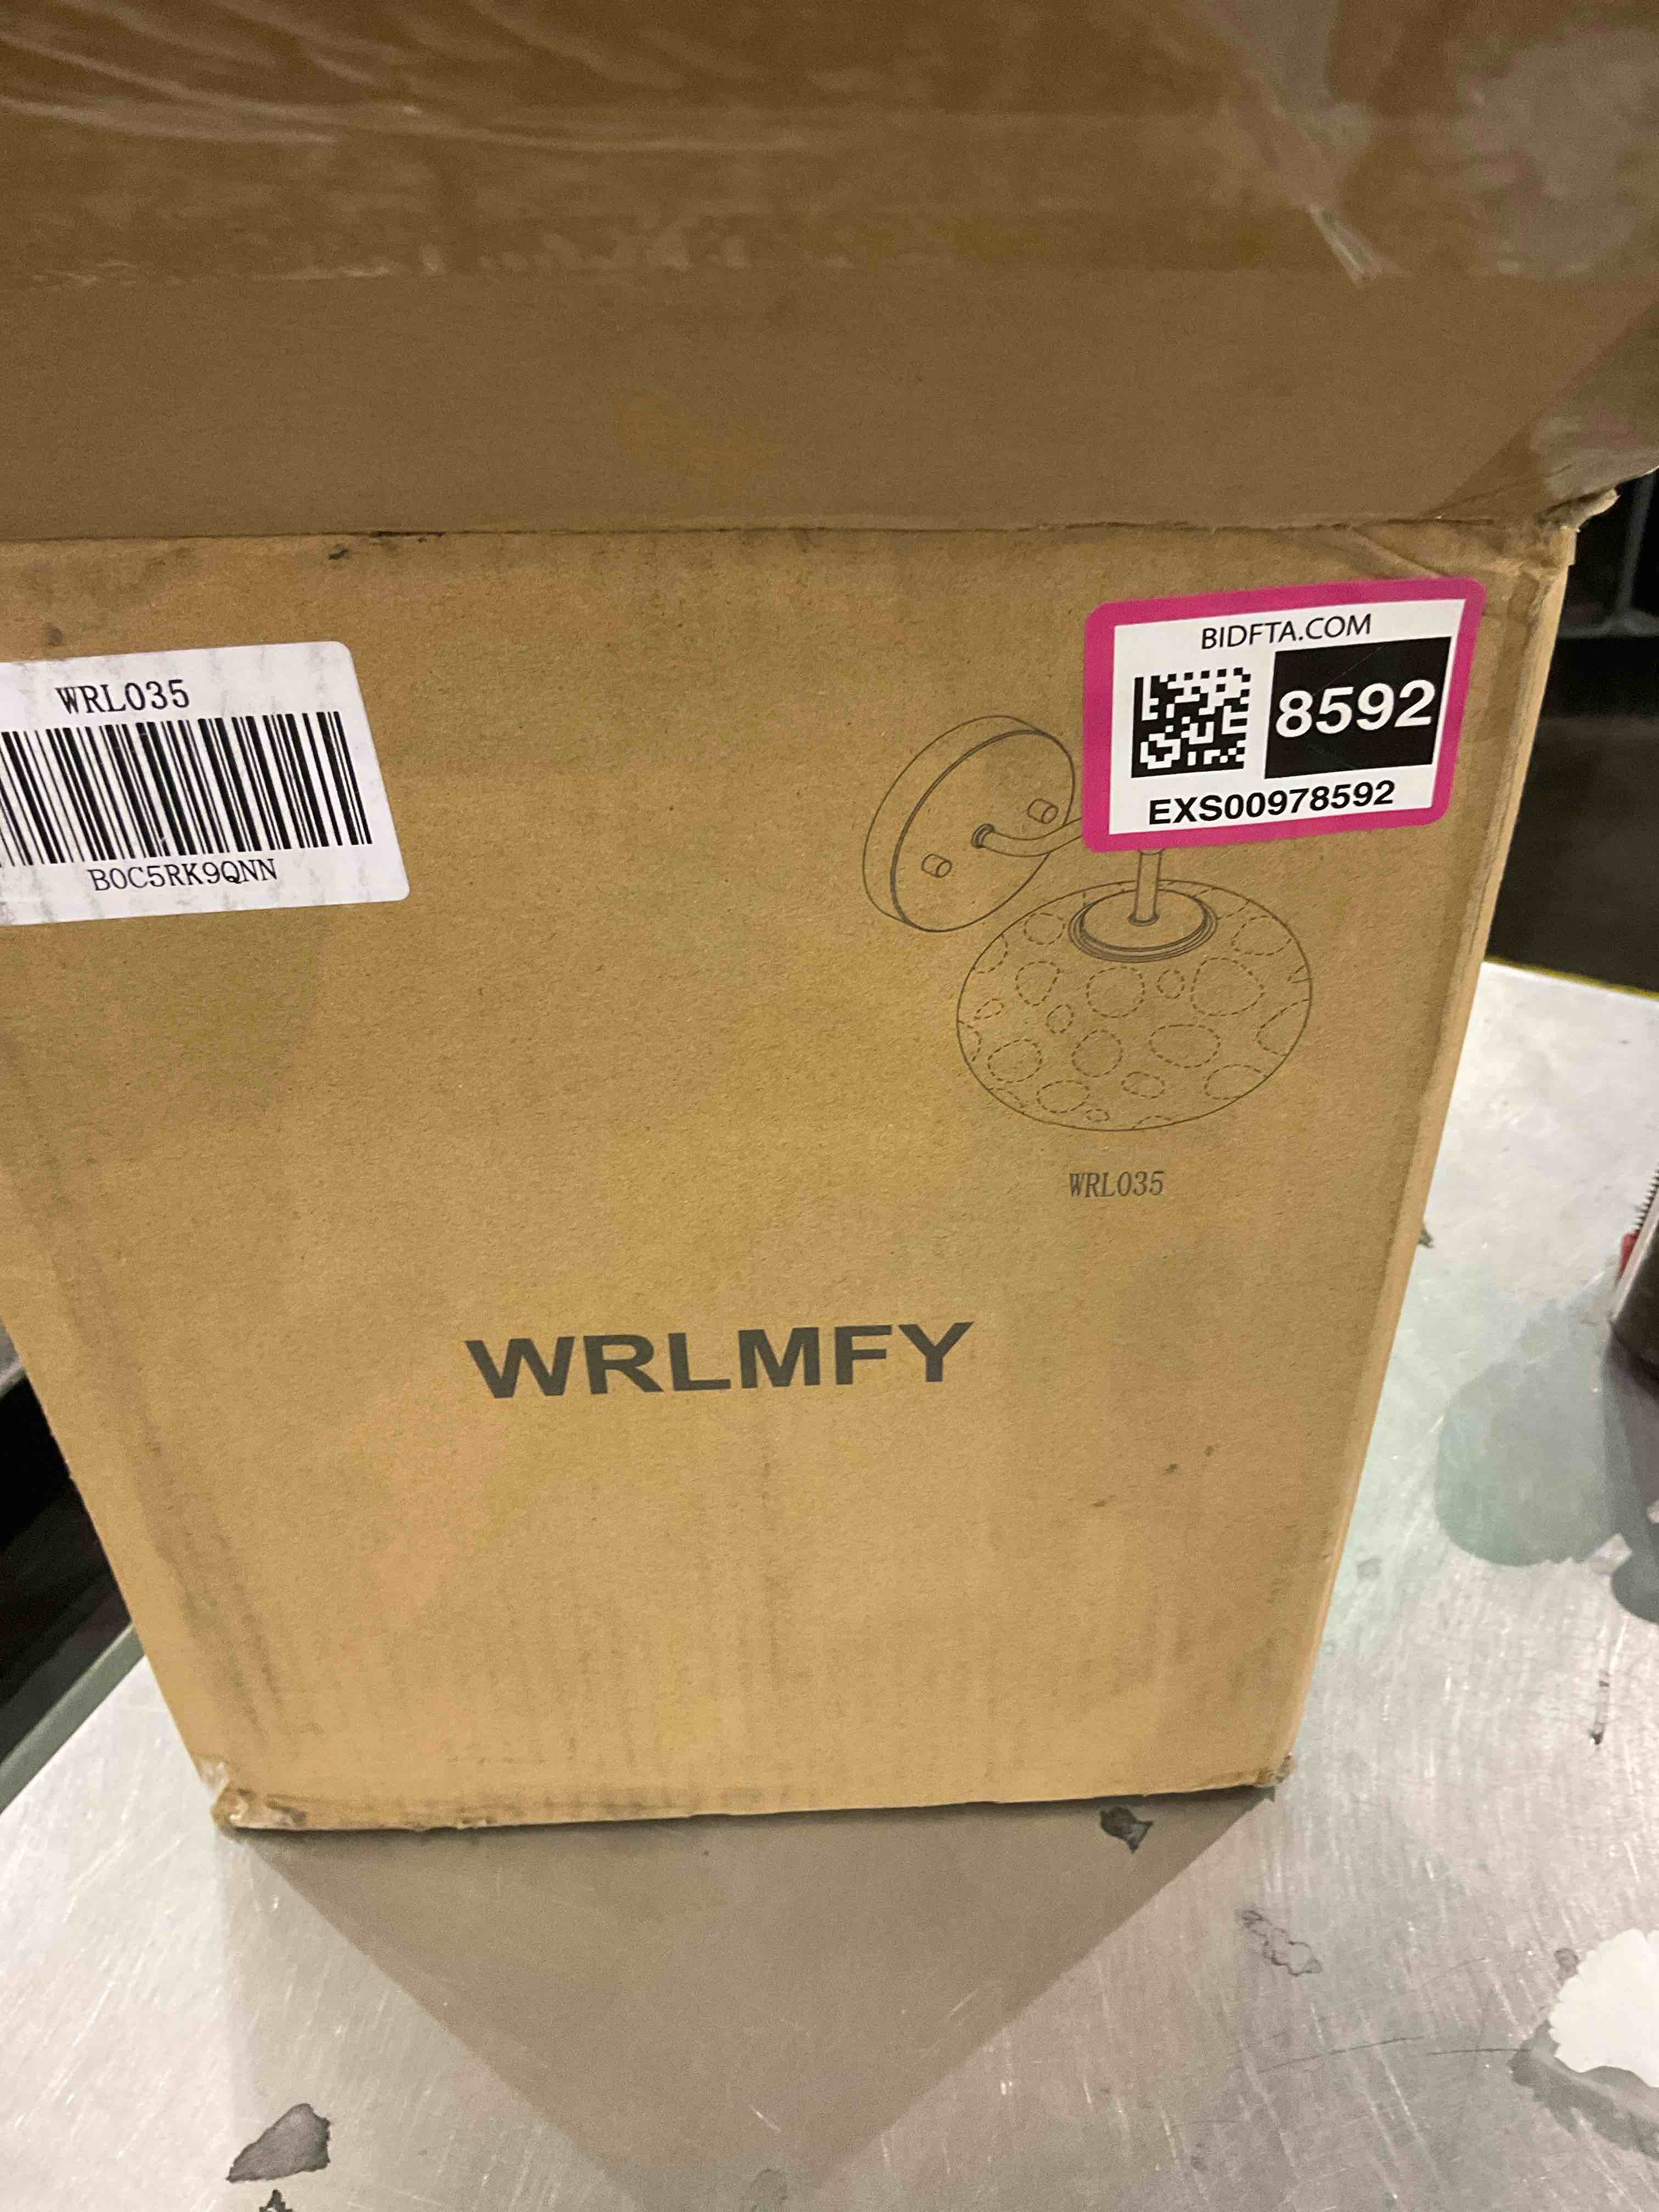 BIDFTA.COM
8592
EXS00978592
WRL035
B0C5RK9QNN
WRL035
WRLMFY